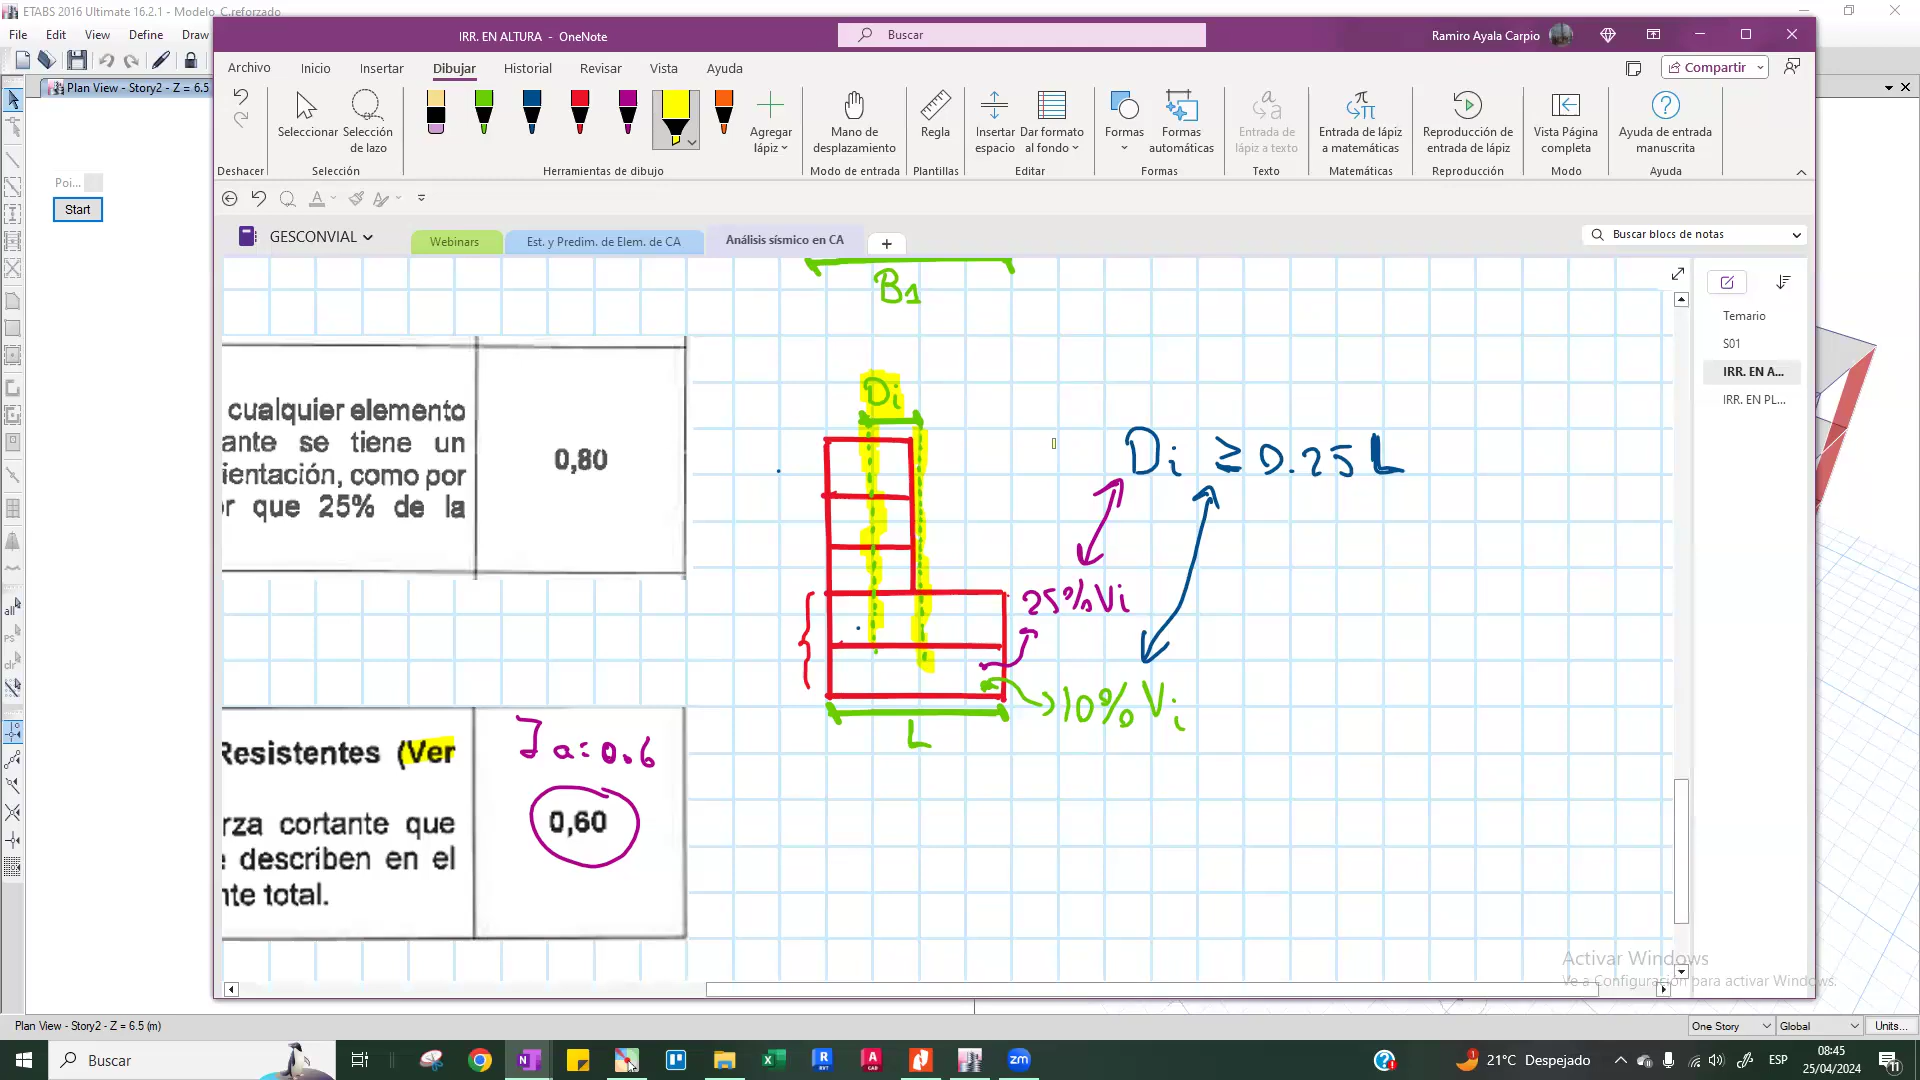 ETABS 2016 Ultimate 16.2.1 - Modelo_C.reforzado
File Edit View Define Draw
IRR. EN ALTURA - OneNote
Buscar
Ramiro Ayala Carpio
Archivo Inicio Insertar Dibujar Historial Revisar Vista Ayuda
Compartir
Plan View - Story2 - Z = 6.5
Seleccionar
Selección de lazo
Agregar lápiz
Mano de desplazamiento
Regla
Insertar espacio
Dar formato al fondo
Formas
Formas automáticas
Entrada de lápiz a texto
Entrada de lápiz a matemáticas
Reproducción de entrada de lápiz
Vista Página completa
Ayuda de entrada manuscrita
Deshacer Selección Herramientas de dibujo Modo de entrada Plantillas Editar Formas Texto Matemáticas Reproducción Modo Ayuda
Poi...
Start
GESCONVIAL
Webinars
Est. y Predim. de Elem. de CA
Análisis sísmico en CA
+
Buscar blocs de notas
Temario
S01
IRR. EN A...
IRR. EN PL...
B1
Di
Di ≥ 0.25 L
cualquier elemento
ante se tiene un
ientación, como por
r que 25% de la
0,80
25% Vi
10% Vi
L
Resistentes (Ver
Ia = 0.6
0,60
rza cortante que
describen en el
nte total.
all
ps
clr
Activar Windows
Ve a Configuración para activar Windows.
Plan View - Story2 - Z = 6.5 (m)
One Story
Global
Units...
Buscar
21°C Despejado
ESP
08:45
25/04/2024
11